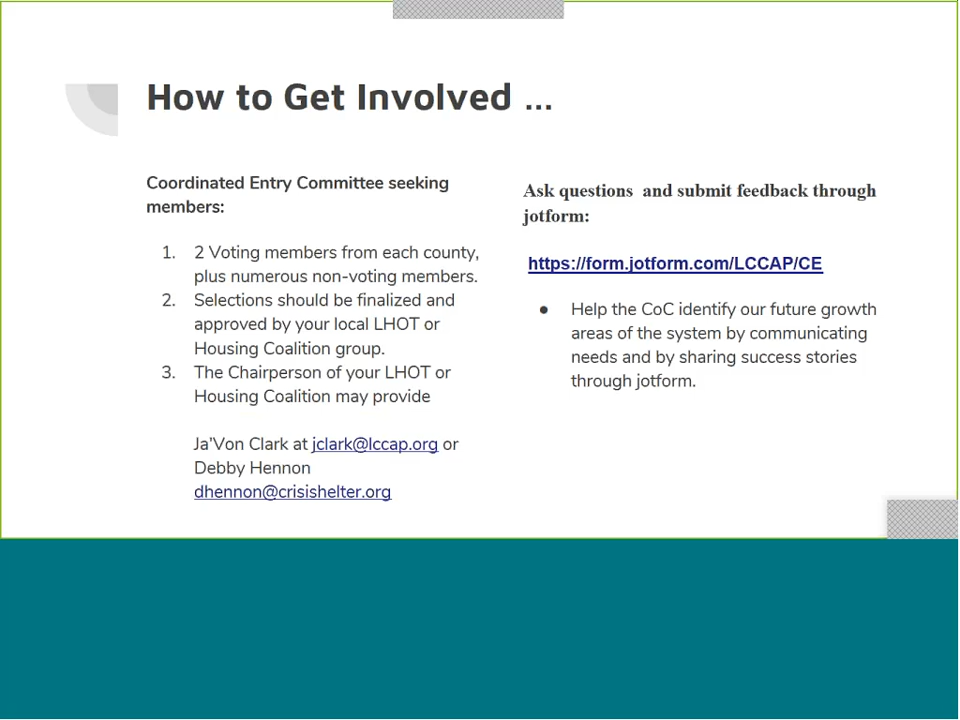 How to Get Involved ...
Coordinated Entry Committee seeking
members:
1. 2 Voting members from each county,
plus numerous non-voting members.
2. Selections should be finalized and
approved by your local LHOT or
Housing Coalition group.
3. The Chairperson of your LHOT or
Housing Coalition may provide
Ja'Von Clark at jclark@lccap.org or
Debby Hennon
dhennon@crisishelter.org
Ask questions  and submit feedback through
jotform:
https://form.jotform.com/LCCAP/CE
● Help the CoC identify our future growth
areas of the system by communicating
needs and by sharing success stories
through jotform.